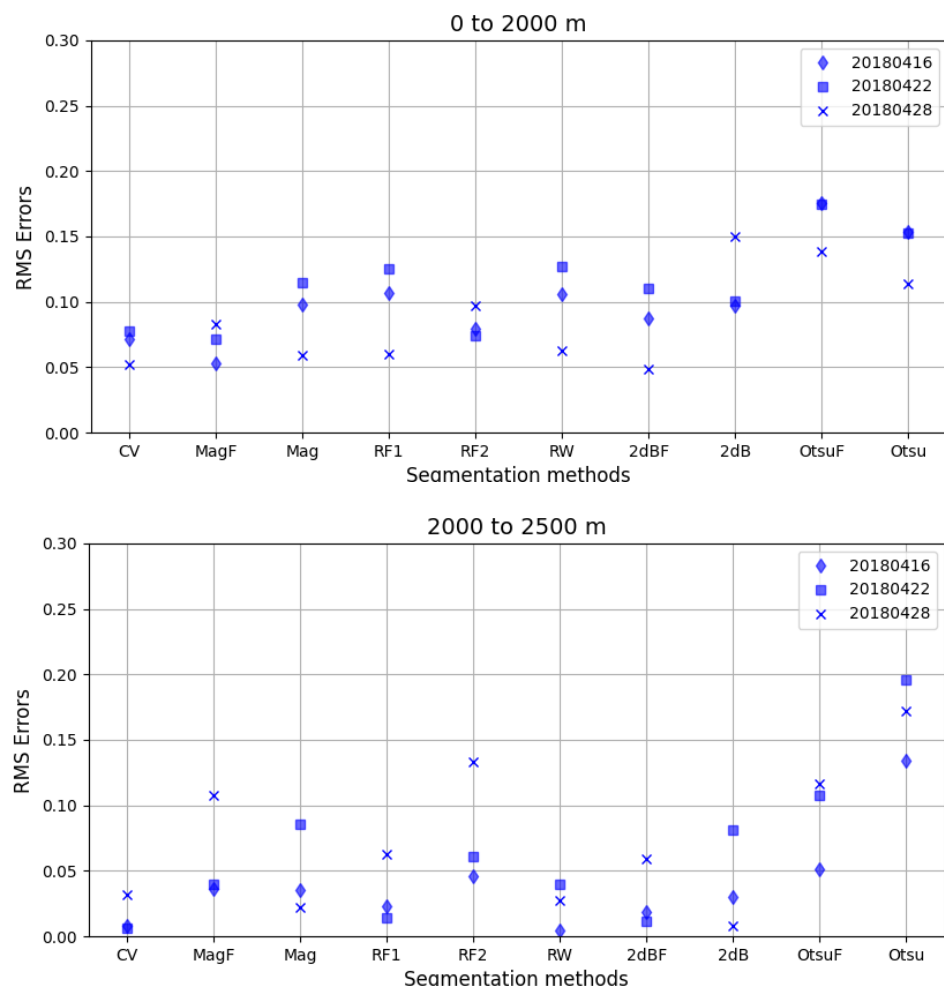 0 to 2000 m
0.30
0.25
0.20
0.15
0.10
0.05
0.00
RMS Errors
20180416
20180422
20180428
CV MagF Mag RF1 RF2 RW 2dBF 2dB OtsuF Otsu
Segmentation methods
2000 to 2500 m
0.30
0.25
0.20
0.15
0.10
0.05
0.00
RMS Errors
20180416
20180422
20180428
CV MagF Mag RF1 RF2 RW 2dBF 2dB OtsuF Otsu
Segmentation methods